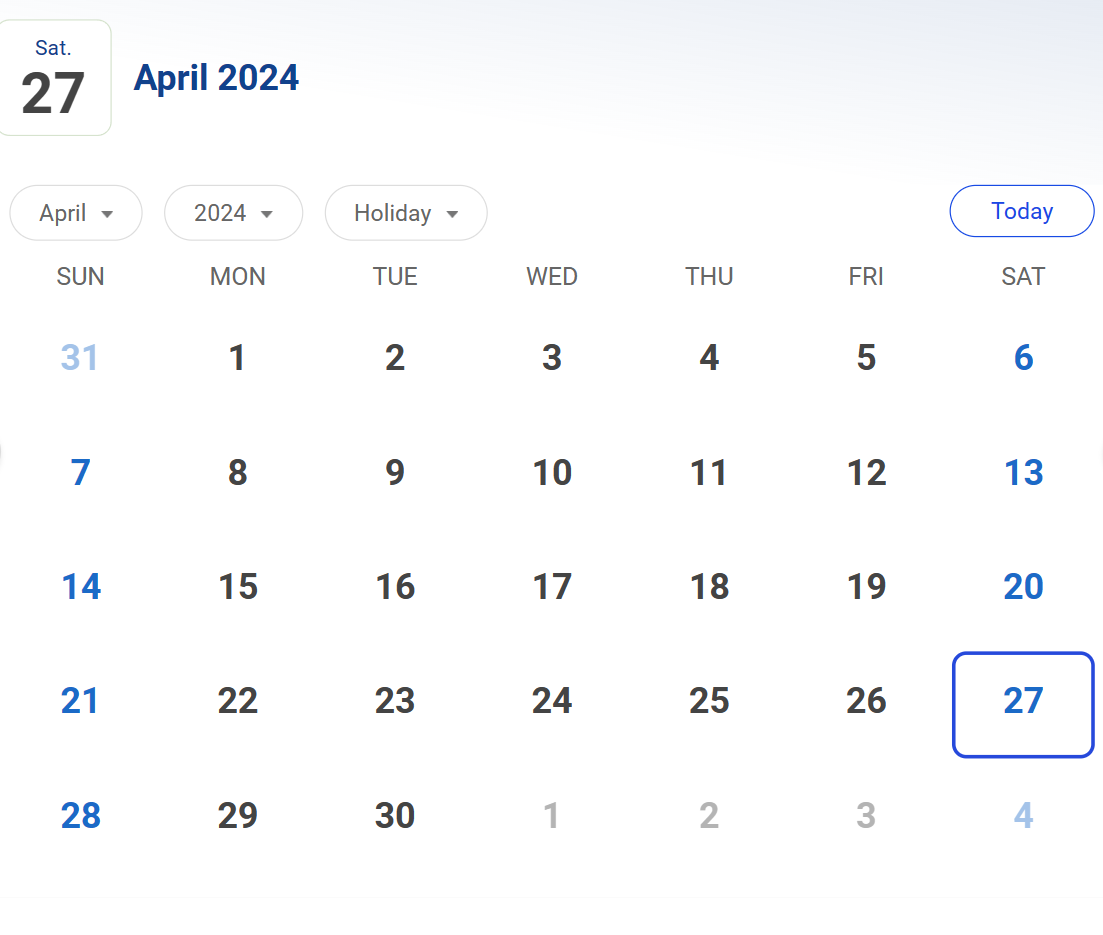 Sat.
27
April 2024
April 2024 Holiday Today
SUN MON TUE WED THU FRI SAT
31 1 2 3 4 5 6
7 8 9 10 11 12 13
14 15 16 17 18 19 20
21 22 23 24 25 26 27
28 29 30 1 2 3 4